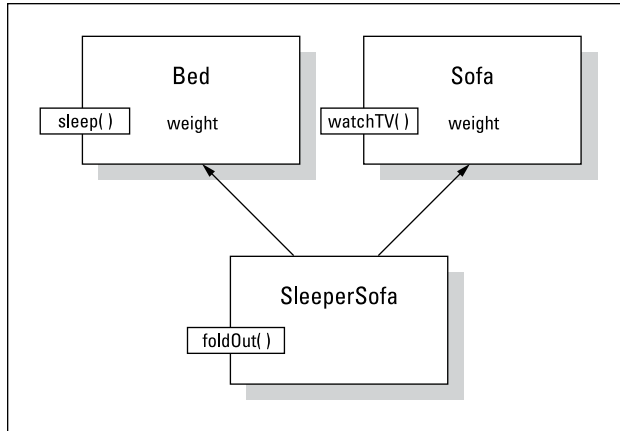 Bed
sleep( )
weight
Sofa
watchTV( )
weight
SleeperSofa
foldOut( )